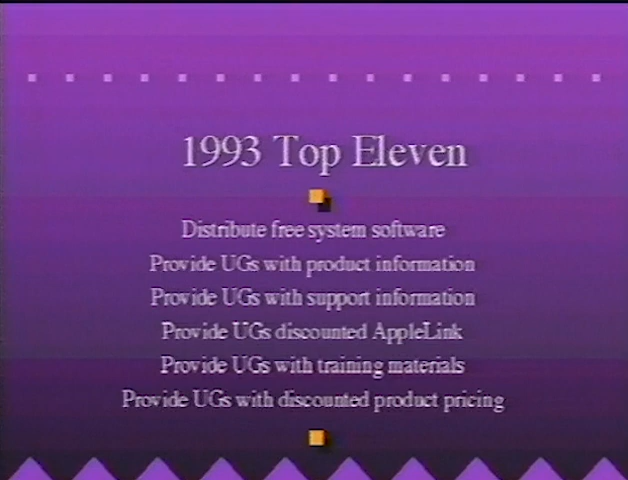 1993 Top Eleven
Distribute free system software
Provide UGs with product information
Provide UGs with support information
Provide UGs discounted AppleLink
Provide UGs with training materials
Provide UGs with discounted product pricing